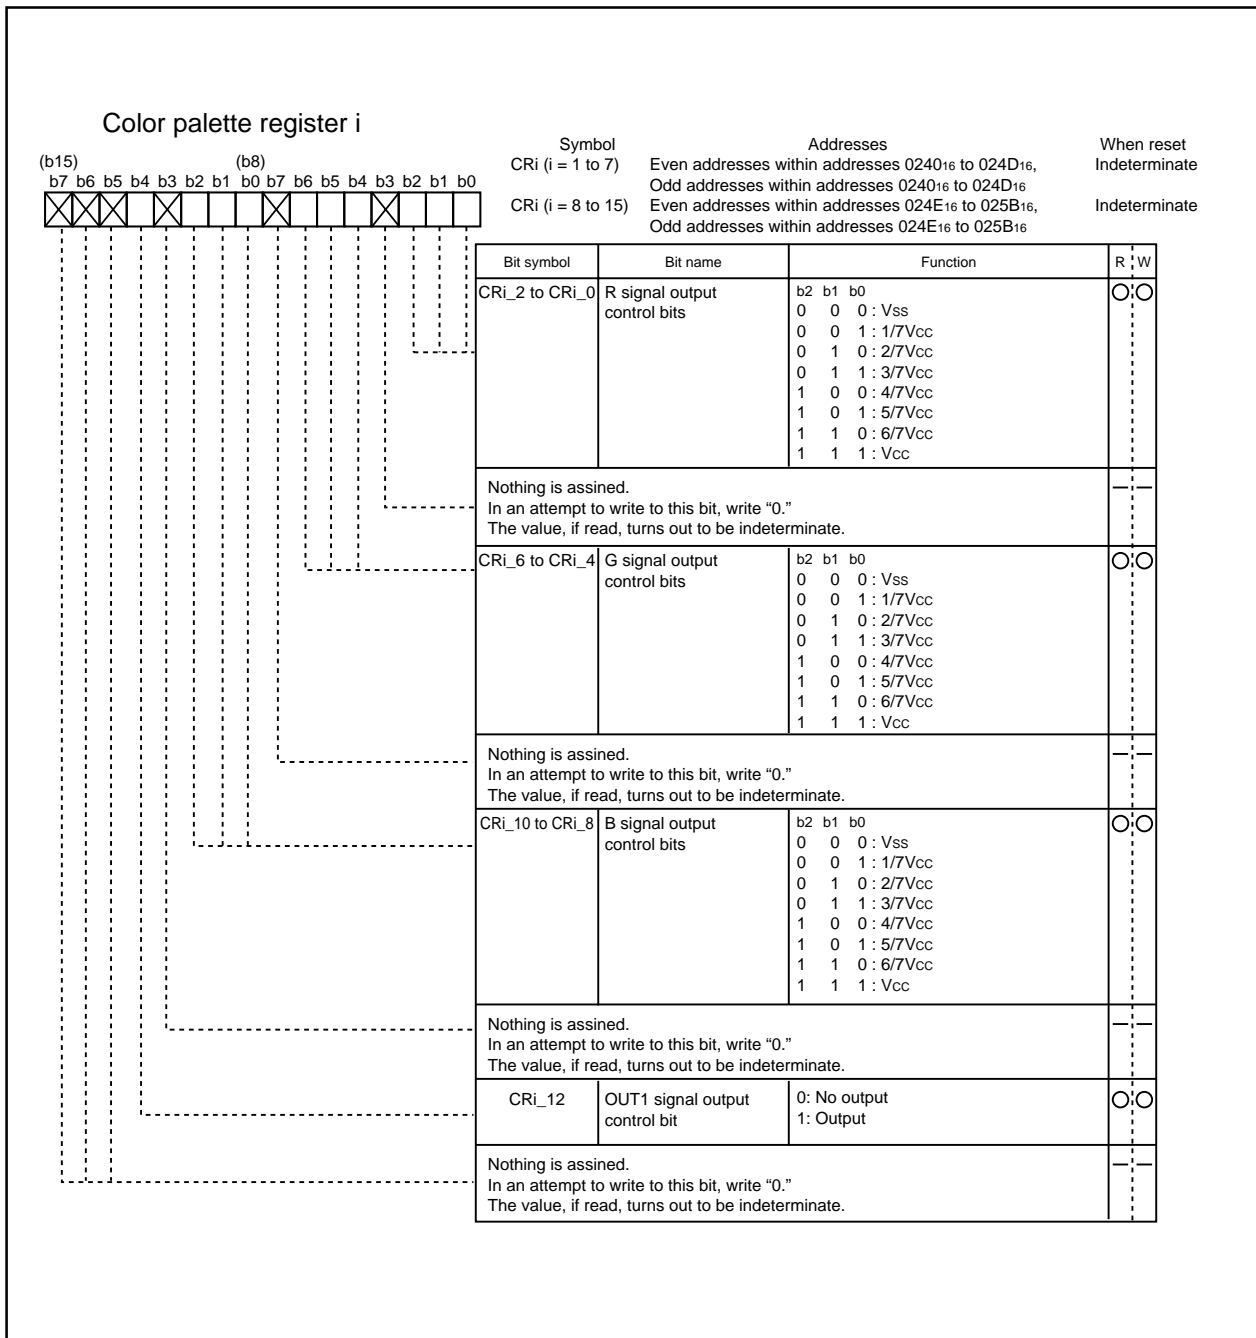 Color palette register i
Symbol Addresses When reset
CRi (i = 1 to 7) Even addresses within addresses 024016 to 024D16, Indeterminate
Odd addresses within addresses 024016 to 024D16
CRi (i = 8 to 15) Even addresses within addresses 024E16 to 025B16, Indeterminate
Odd addresses within addresses 024E16 to 025B16
(b15) (b8)
b7 b6 b5 b4 b3 b2 b1 b0 b7 b6 b5 b4 b3 b2 b1 b0
Bit symbol Bit name Function R W
CRi_2 to CRi_0 R signal output b2 b1 b0
control bits 0 0 0 : VSS
0 0 1 : 1/7VCC
0 1 0 : 2/7VCC
0 1 1 : 3/7VCC
1 0 0 : 4/7VCC
1 0 1 : 5/7VCC
1 1 0 : 6/7VCC
1 1 1 : VCC
Nothing is assined.
In an attempt to write to this bit, write “0.”
The value, if read, turns out to be indeterminate.
CRi_6 to CRi_4 G signal output b2 b1 b0
control bits 0 0 0 : VSS
0 0 1 : 1/7VCC
0 1 0 : 2/7VCC
0 1 1 : 3/7VCC
1 0 0 : 4/7VCC
1 0 1 : 5/7VCC
1 1 0 : 6/7VCC
1 1 1 : VCC
Nothing is assined.
In an attempt to write to this bit, write “0.”
The value, if read, turns out to be indeterminate.
CRi_10 to CRi_8 B signal output b2 b1 b0
control bits 0 0 0 : VSS
0 0 1 : 1/7VCC
0 1 0 : 2/7VCC
0 1 1 : 3/7VCC
1 0 0 : 4/7VCC
1 0 1 : 5/7VCC
1 1 0 : 6/7VCC
1 1 1 : VCC
Nothing is assined.
In an attempt to write to this bit, write “0.”
The value, if read, turns out to be indeterminate.
CRi_12 OUT1 signal output 0: No output
control bit 1: Output
Nothing is assined.
In an attempt to write to this bit, write “0.”
The value, if read, turns out to be indeterminate.